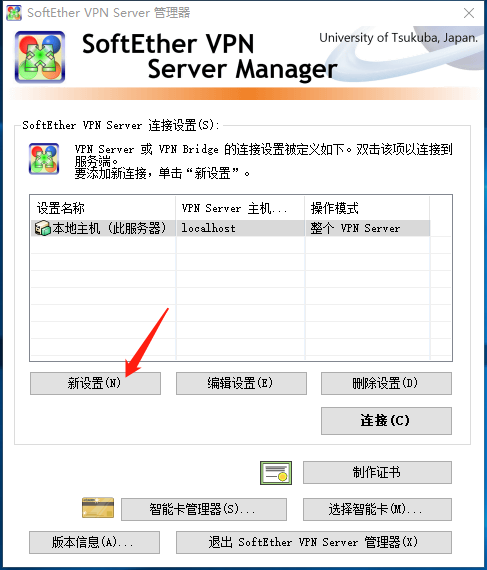 SoftEther VPN Server 管理器
University of Tsukuba, Japan.
SoftEther VPN
Server Manager
SoftEther VPN Server 连接设置(S):
VPN Server 或 VPN Bridge 的连接设置被定义如下。双击该项以连接到
服务端。
要添加新连接，单击“新设置”。
设置名称 VPN Server 主机... 操作模式
本地主机 (此服务器) localhost 整个 VPN Server
新设置(N) 编辑设置(E) 删除设置(D)
连接(C)
制作证书
智能卡管理器(S)... 选择智能卡(M)...
版本信息(A)... 退出 SoftEther VPN Server 管理器(X)